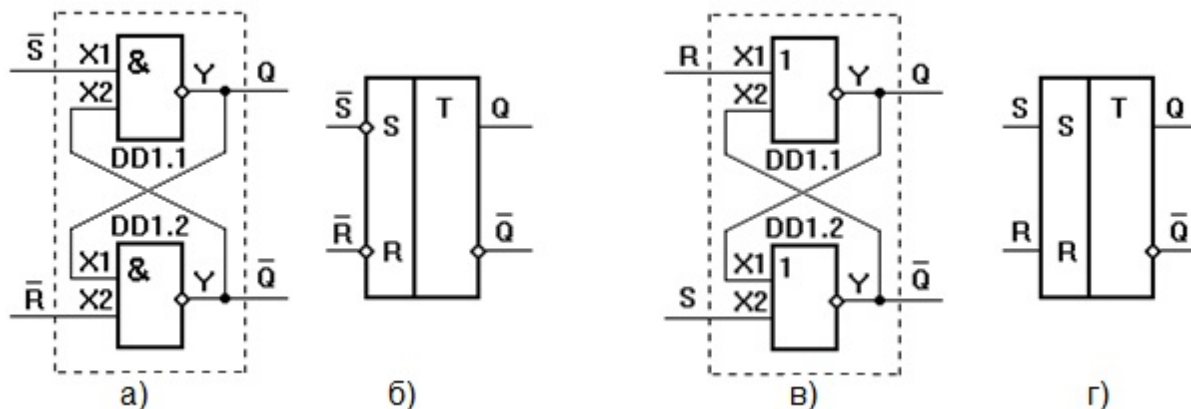 S̅ X1 & Y Q
X2
DD1.1
DD1.2
X1 & Y Q̅
R̅ X2
а)
S̅ S T Q
R̅ R Q̅
б)
R X1 1 Y Q
X2
DD1.1
DD1.2
X1 1 Y Q̅
S X2
в)
S S T Q
R R Q̅
г)